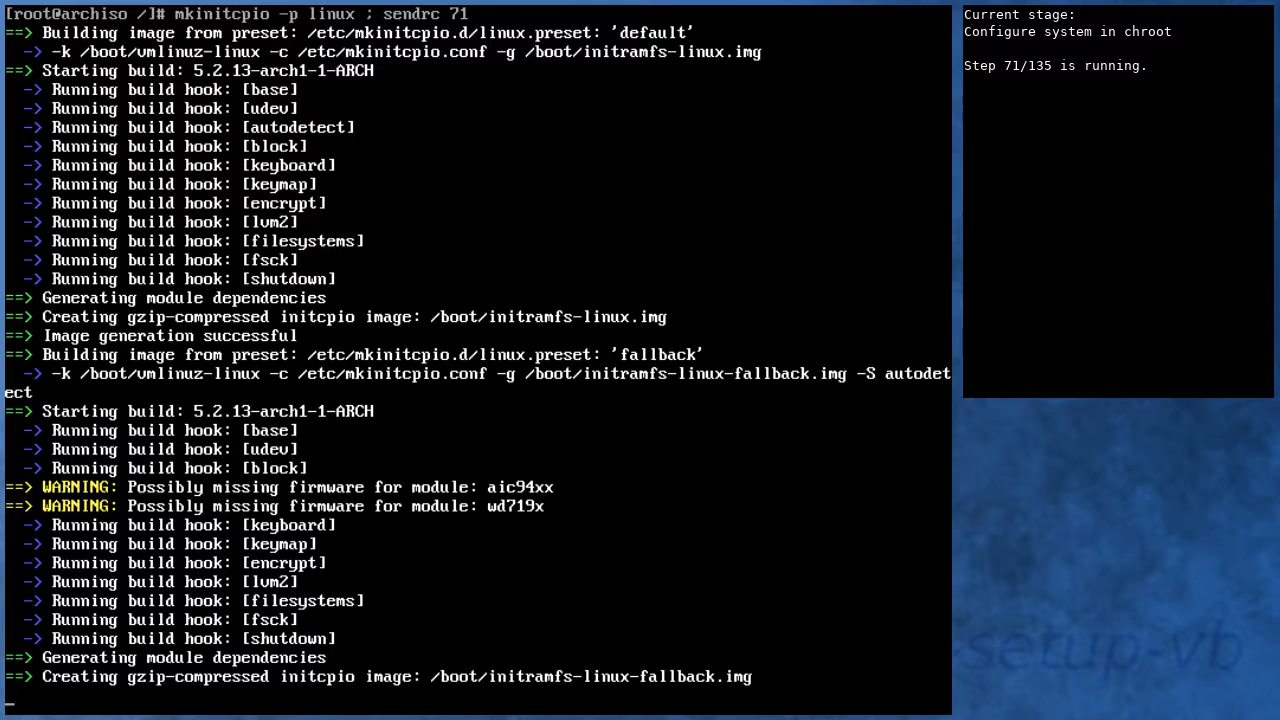 [root@archiso /]# mkinitcpio -p linux ; sendrc 71
==> Building image from preset: /etc/mkinitcpio.d/linux.preset: 'default'
  -> -k /boot/vmlinuz-linux -c /etc/mkinitcpio.conf -g /boot/initramfs-linux.img
==> Starting build: 5.2.13-arch1-1-ARCH
  -> Running build hook: [base]
  -> Running build hook: [udev]
  -> Running build hook: [autodetect]
  -> Running build hook: [block]
  -> Running build hook: [keyboard]
  -> Running build hook: [keymap]
  -> Running build hook: [encrypt]
  -> Running build hook: [lvm2]
  -> Running build hook: [filesystems]
  -> Running build hook: [fsck]
  -> Running build hook: [shutdown]
==> Generating module dependencies
==> Creating gzip-compressed initcpio image: /boot/initramfs-linux.img
==> Image generation successful
==> Building image from preset: /etc/mkinitcpio.d/linux.preset: 'fallback'
  -> -k /boot/vmlinuz-linux -c /etc/mkinitcpio.conf -g /boot/initramfs-linux-fallback.img -S autodet
ect
==> Starting build: 5.2.13-arch1-1-ARCH
  -> Running build hook: [base]
  -> Running build hook: [udev]
  -> Running build hook: [block]
==> WARNING: Possibly missing firmware for module: aic94xx
==> WARNING: Possibly missing firmware for module: wd719x
  -> Running build hook: [keyboard]
  -> Running build hook: [keymap]
  -> Running build hook: [encrypt]
  -> Running build hook: [lvm2]
  -> Running build hook: [filesystems]
  -> Running build hook: [fsck]
  -> Running build hook: [shutdown]
==> Generating module dependencies
==> Creating gzip-compressed initcpio image: /boot/initramfs-linux-fallback.img
Current stage:
Configure system in chroot
Step 71/135 is running.
setup-vb